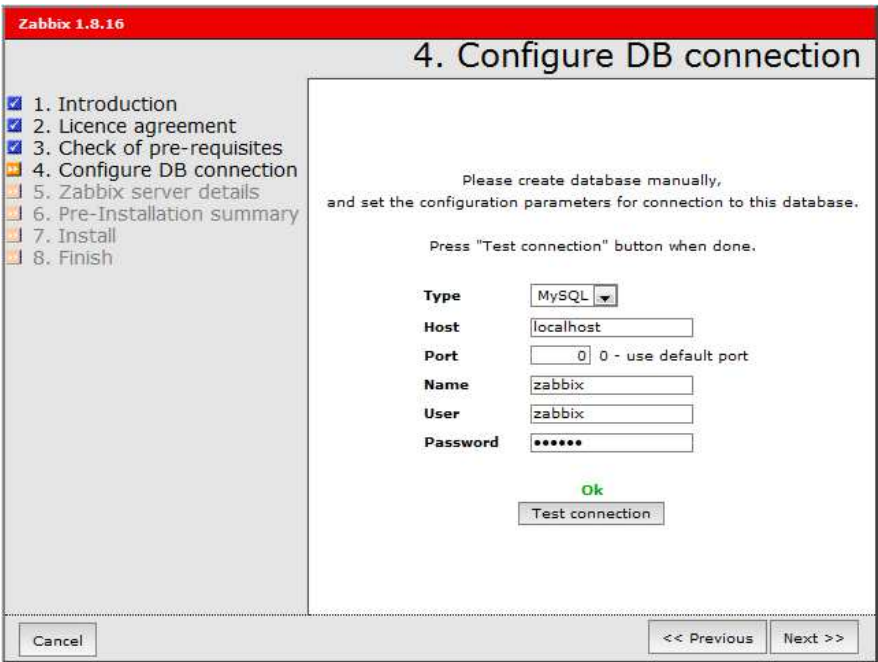 Zabbix 1.8.16
4. Configure DB connection
1. Introduction
2. Licence agreement
3. Check of pre-requisites
4. Configure DB connection
5. Zabbix server details
6. Pre-Installation summary
7. Install
8. Finish
Please create database manually,
and set the configuration parameters for connection to this database.
Press "Test connection" button when done.
Type MySQL
Host localhost
Port 0 0 - use default port
Name zabbix
User zabbix
Password ••••••
Ok
Test connection
Cancel << Previous Next >>